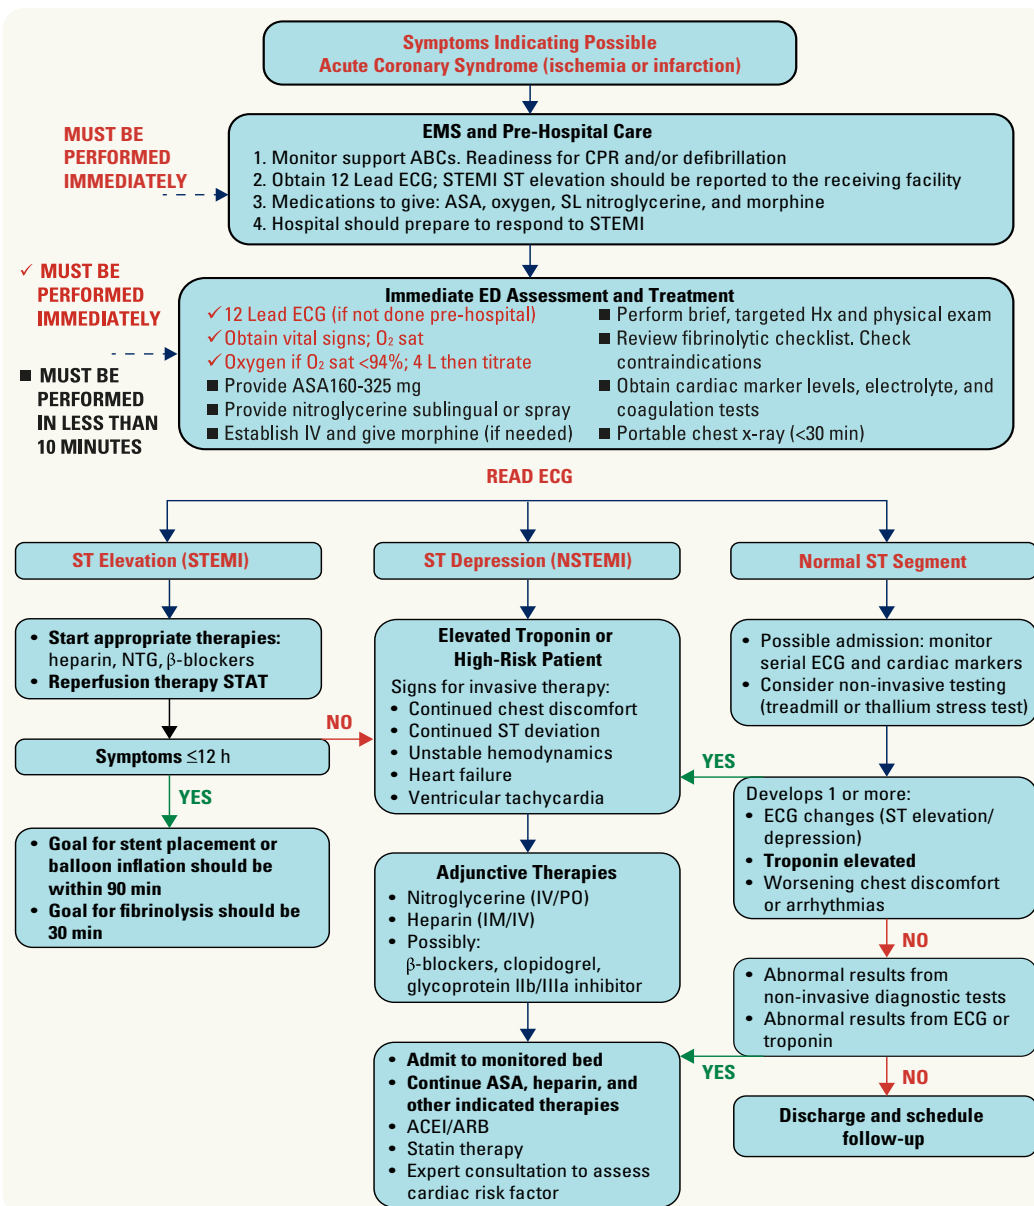 Symptoms Indicating Possible
Acute Coronary Syndrome (ischemia or infarction)
MUST BE
PERFORMED
IMMEDIATELY
EMS and Pre-Hospital Care
1. Monitor support ABCs. Readiness for CPR and/or defibrillation
2. Obtain 12 Lead ECG; STEMI ST elevation should be reported to the receiving facility
3. Medications to give: ASA, oxygen, SL nitroglycerine, and morphine
4. Hospital should prepare to respond to STEMI
✓ MUST BE
PERFORMED
IMMEDIATELY
■ MUST BE
PERFORMED
IN LESS THAN
10 MINUTES
Immediate ED Assessment and Treatment
✓ 12 Lead ECG (if not done pre-hospital)
✓ Obtain vital signs; O₂ sat
✓ Oxygen if O₂ sat <94%; 4 L then titrate
■ Provide ASA160-325 mg
■ Provide nitroglycerine sublingual or spray
■ Establish IV and give morphine (if needed)
■ Perform brief, targeted Hx and physical exam
■ Review fibrinolytic checklist. Check
contraindications
■ Obtain cardiac marker levels, electrolyte, and
coagulation tests
■ Portable chest x-ray (<30 min)
READ ECG
ST Elevation (STEMI)
• Start appropriate therapies:
heparin, NTG, β-blockers
• Reperfusion therapy STAT
Symptoms ≤12 h
NO
YES
• Goal for stent placement or
balloon inflation should be
within 90 min
• Goal for fibrinolysis should be
30 min
ST Depression (NSTEMI)
Elevated Troponin or
High-Risk Patient
Signs for invasive therapy:
• Continued chest discomfort
• Continued ST deviation
• Unstable hemodynamics
• Heart failure
• Ventricular tachycardia
Adjunctive Therapies
• Nitroglycerine (IV/PO)
• Heparin (IM/IV)
• Possibly:
β-blockers, clopidogrel,
glycoprotein IIb/IIIa inhibitor
• Admit to monitored bed
• Continue ASA, heparin, and
other indicated therapies
• ACEI/ARB
• Statin therapy
• Expert consultation to assess
cardiac risk factor
Normal ST Segment
• Possible admission: monitor
serial ECG and cardiac markers
• Consider non-invasive testing
(treadmill or thallium stress test)
YES
Develops 1 or more:
• ECG changes (ST elevation/
depression)
• Troponin elevated
• Worsening chest discomfort
or arrhythmias
NO
• Abnormal results from
non-invasive diagnostic tests
• Abnormal results from ECG or
troponin
YES
NO
Discharge and schedule
follow-up